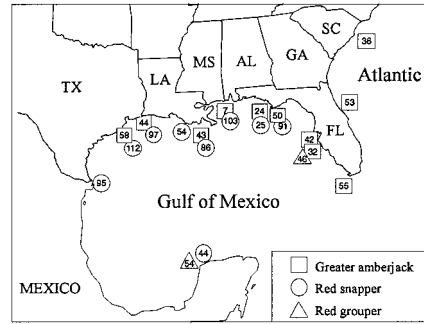 SC
36
GA
MS
AL
Atlantic
TX
LA
53
7
24
103
50
44
54
25
91
FL
58
97
43
42
112
86
46
32
95
55
Gulf of Mexico
44
54
Greater amberjack
Red snapper
MEXICO
Red grouper